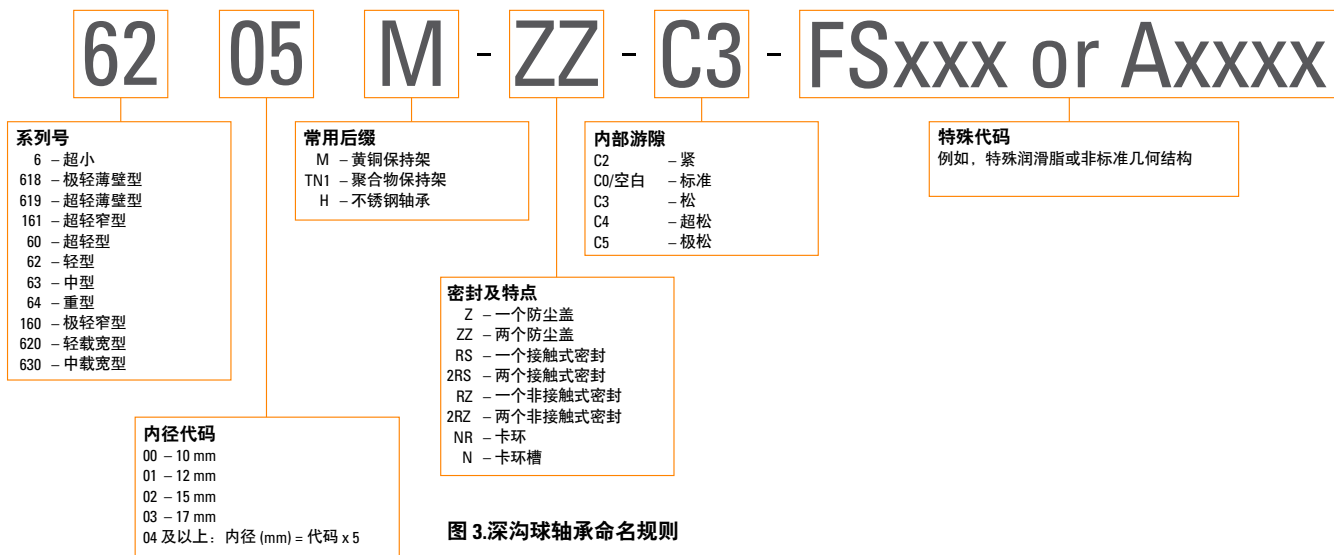 62 05 M - ZZ - C3 - FSxxx or Axxxx
系列号
6 – 超小
618 – 极轻薄壁型
619 – 超轻薄壁型
161 – 超轻窄型
60 – 超轻型
62 – 轻型
63 – 中型
64 – 重型
160 – 极轻窄型
620 – 轻载宽型
630 – 中载宽型
内径代码
00 – 10 mm
01 – 12 mm
02 – 15 mm
03 – 17 mm
04 及以上：内径 (mm) = 代码 x 5
常用后缀
M – 黄铜保持架
TN1 – 聚合物保持架
H – 不锈钢轴承
密封及特点
Z – 一个防尘盖
ZZ – 两个防尘盖
RS – 一个接触式密封
2RS – 两个接触式密封
RZ – 一个非接触式密封
2RZ – 两个非接触式密封
NR – 卡环
N – 卡环槽
内部游隙
C2 – 紧
C0/空白 – 标准
C3 – 松
C4 – 超松
C5 – 极松
特殊代码
例如，特殊润滑脂或非标准几何结构
图 3.深沟球轴承命名规则